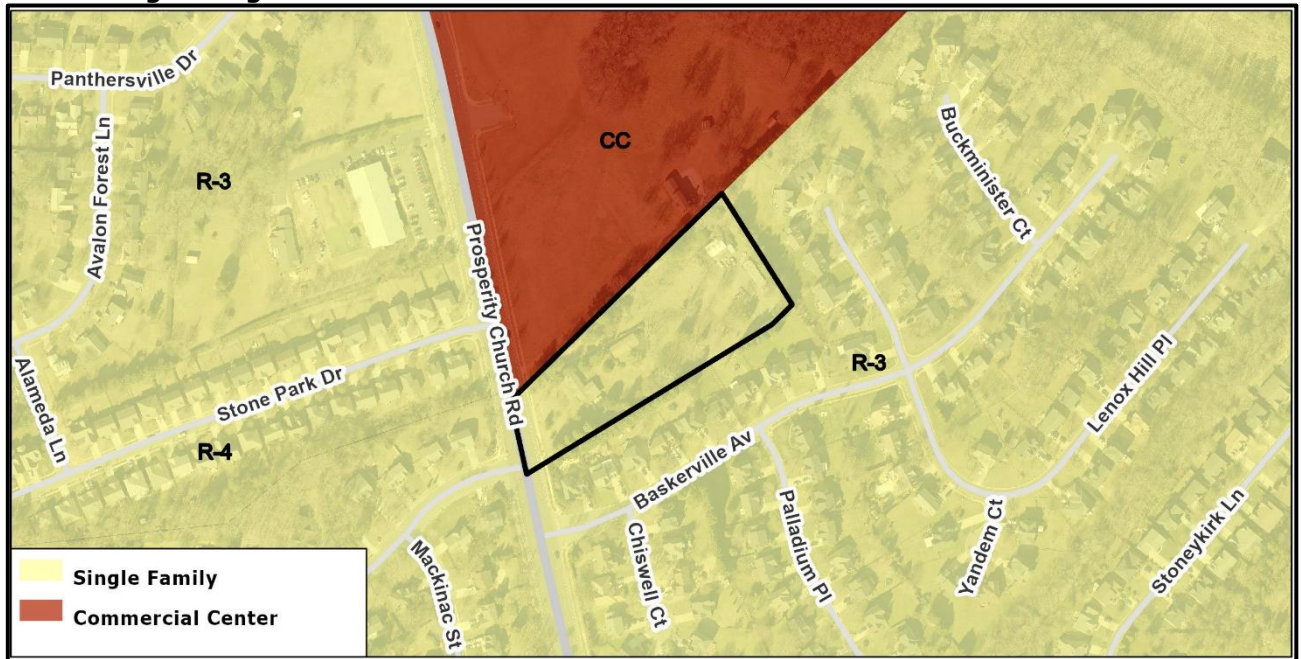 Panthersville Dr
Avalon Forest Ln
R-3
CC
Buckminister Ct
Prosperity Church Rd
Alameda Ln
Stone Park Dr
R-4
R-3
Lenox Hill Pl
Baskerville Av
Mackinac St
Chiswell Ct
Palladium Pl
Yandem Ct
Stoneykirk Ln
Single Family
Commercial Center